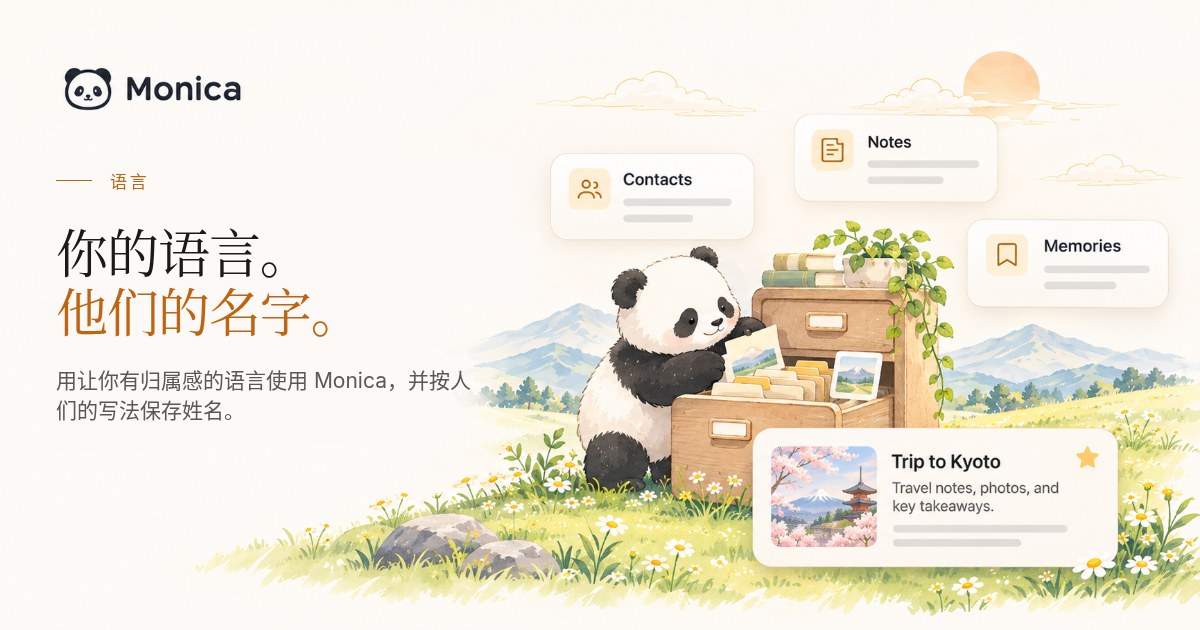 Monica
语言
你的语言。
他们的名字。
用让你有归属感的语言使用 Monica，并按人
们的写法保存姓名。
Contacts
Notes
Memories
Trip to Kyoto
Travel notes, photos, and
key takeaways.